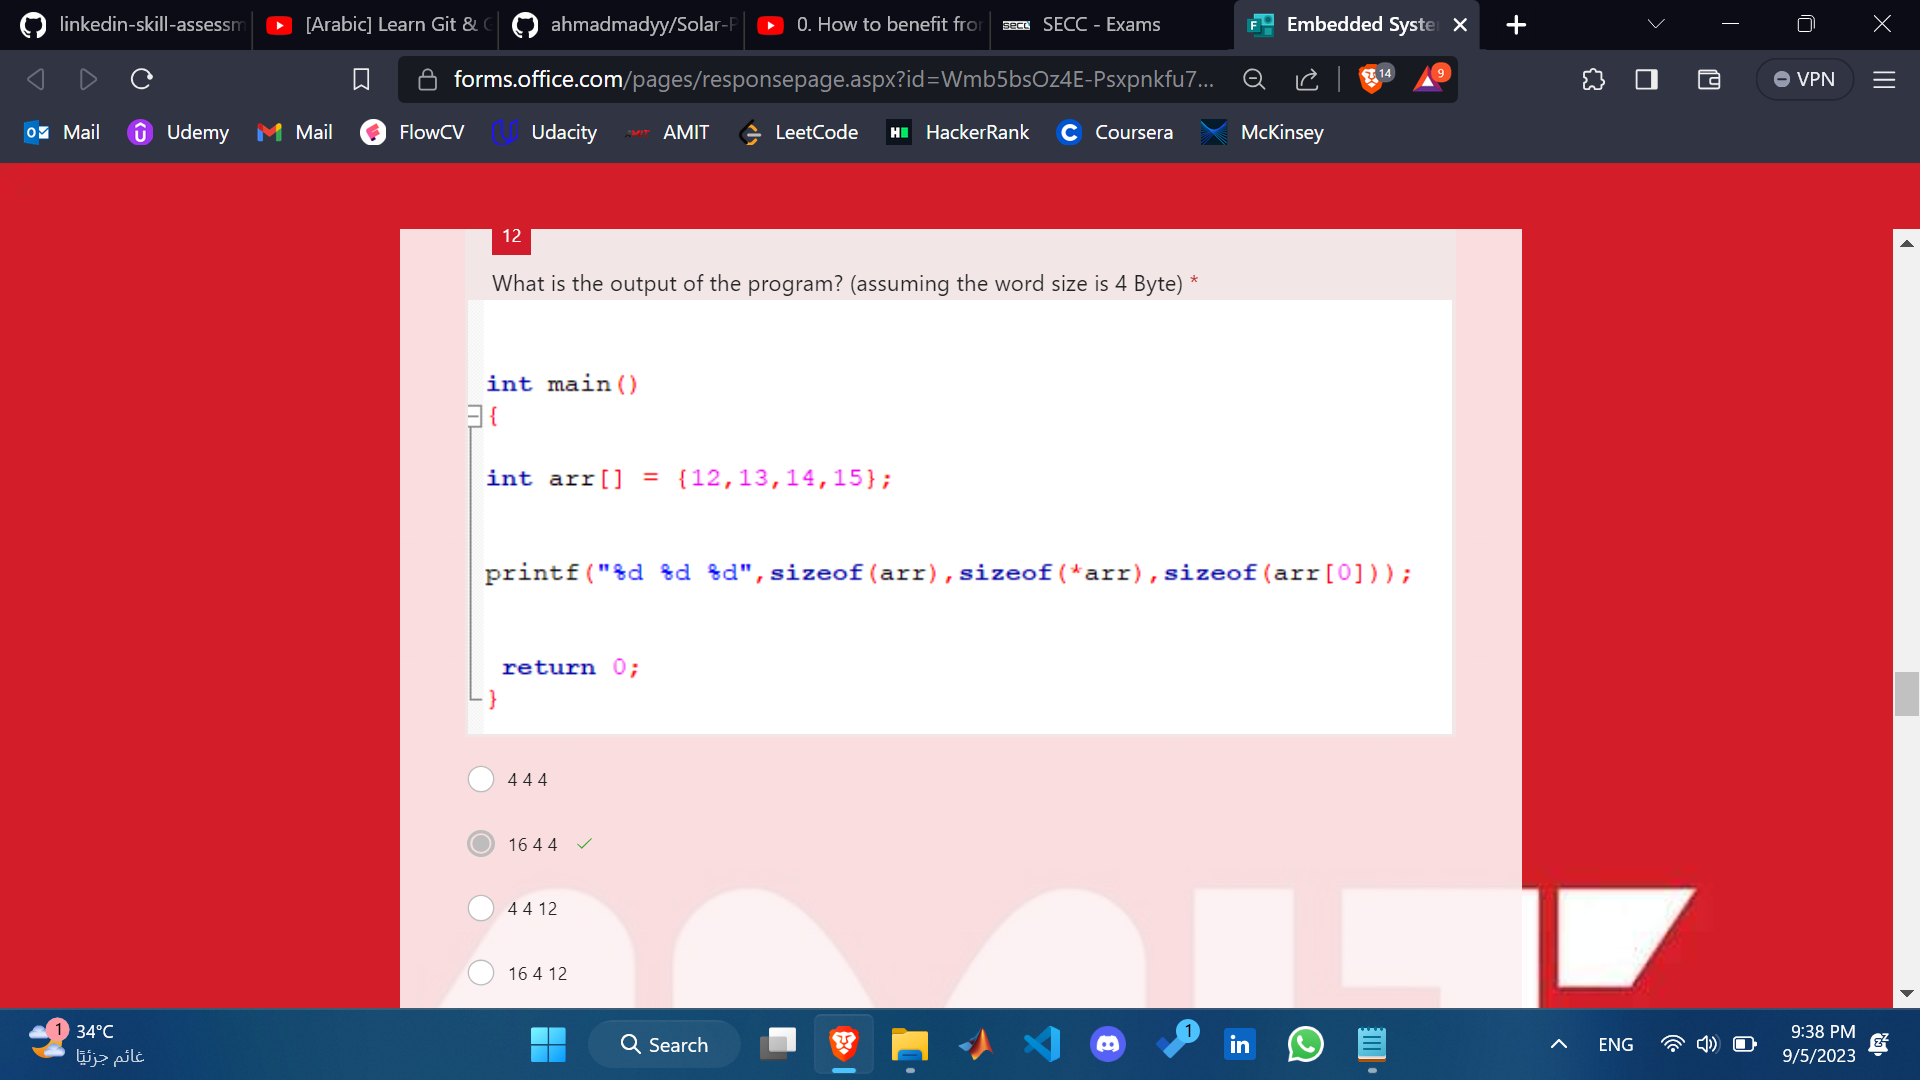 linkedin-skill-assessm
[Arabic] Learn Git & G
ahmadmadyy/Solar-P
0. How to benefit fro
SECC - Exams
Embedded Syste
forms.office.com/pages/responsepage.aspx?id=Wmb5bsOz4E-Psxpnkfu7...
14
9
VPN
Mail
Udemy
Mail
FlowCV
Udacity
AMIT
LeetCode
HackerRank
Coursera
McKinsey
12
What is the output of the program? (assuming the word size is 4 Byte) *
int main()
{
int arr[] = {12,13,14,15};
printf("%d %d %d",sizeof(arr),sizeof(*arr),sizeof(arr[0]));
return 0;
}
4 4 4
16 4 4
4 4 12
16 4 12
1
34°C
غائم جزئيًا
Search
1
ENG
9:38 PM
9/5/2023